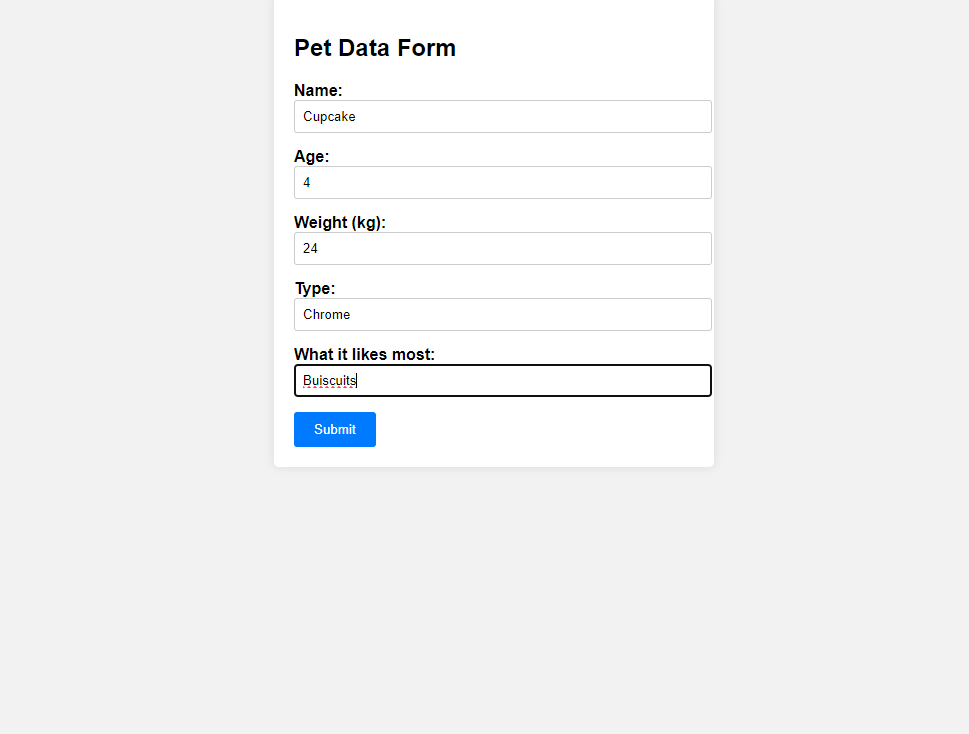 Pet Data Form
Name:
Cupcake
Age:
4
Weight (kg):
24
Type:
Chrome
What it likes most:
Buiscuits
Submit